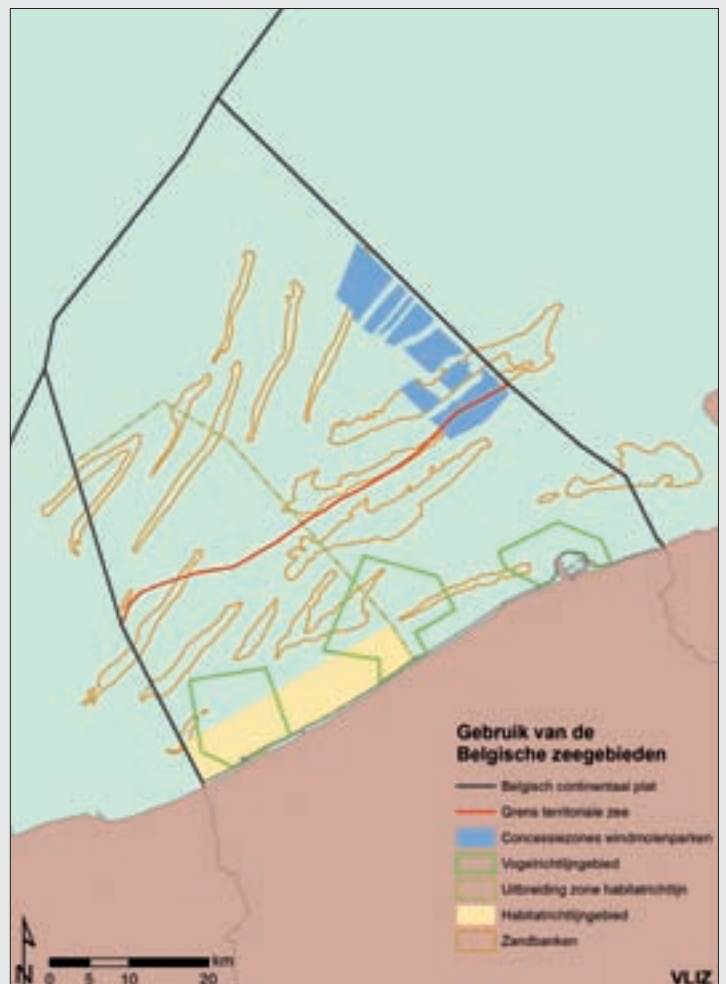 Gebruik van de
Belgische zeegebieden
Belgisch continentaal plat
Grens territoriale zee
Concessiezones windmolenparken
Vogelrichtlijngebied
Uitbreiding zone habitatrichtlijn
Habitatrichtlijngebied
Zandbanken
N
km
0 5 10 20
VLIZ